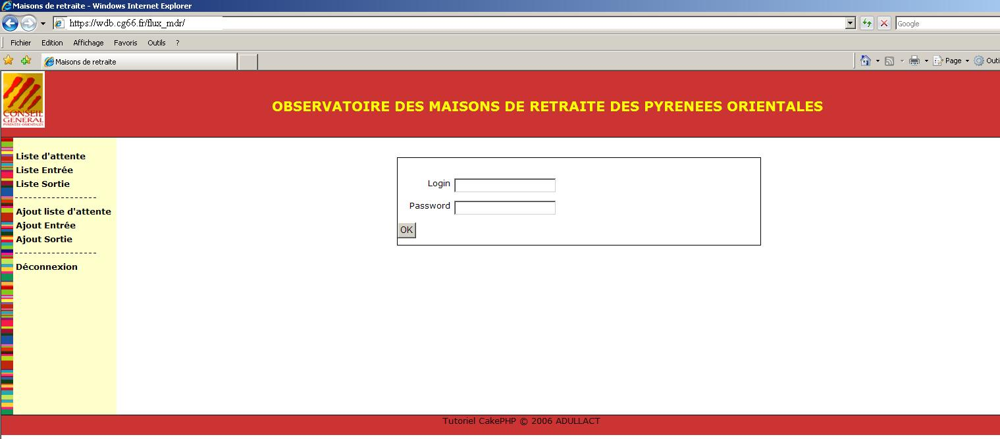 Maisons de retraite - Windows Internet Explorer
https://wdb.cg66.fr/flux_mdr/
Google
Fichier Edition Affichage Favoris Outils ?
Maisons de retraite
Page
Outi
CONSEIL
GENERAL
PYRENEES ORIENTALES
OBSERVATOIRE DES MAISONS DE RETRAITE DES PYRENEES ORIENTALES
Liste d'attente
Liste Entrée
Liste Sortie
------------------
Ajout liste d'attente
Ajout Entrée
Ajout Sortie
------------------
Déconnexion
Login
Password
OK
Tutoriel CakePHP © 2006 ADULLACT